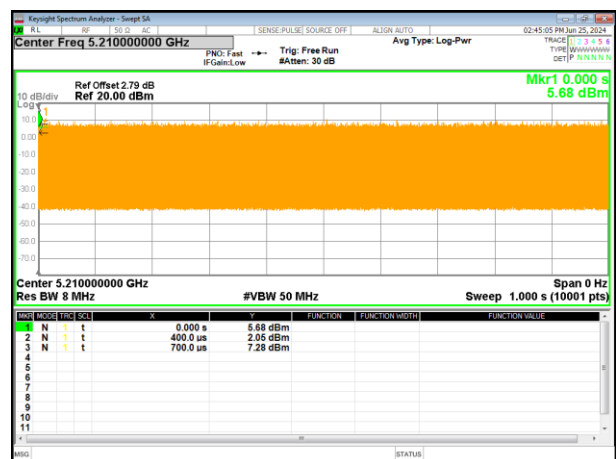 Keysight Spectrum Analyzer - Swept SA
RL RF 50 Ω AC SENSE:PULSE SOURCE OFF ALIGN AUTO 02:45:05 PM Jun 25, 2024
Center Freq 5.210000000 GHz
PNO: Fast
IFGain:Low
Trig: Free Run
#Atten: 30 dB
Avg Type: Log-Pwr
TRACE 1 2 3 4 5 6
TYPE WWWWWW
DET P N N N N N
Ref Offset 2.79 dB
Ref 20.00 dBm
10 dB/div
Log
Mkr1 0.000 s
5.68 dBm
1
10.0
0.00
-10.0
-20.0
-30.0
-40.0
-50.0
-60.0
-70.0
Center 5.210000000 GHz
Res BW 8 MHz
#VBW 50 MHz
Span 0 Hz
Sweep 1.000 s (10001 pts)
MKR MODE TRC SCL X Y FUNCTION FUNCTION WIDTH FUNCTION VALUE
1 N 1 t 0.000 s 5.68 dBm
2 N 1 t 400.0 µs 2.05 dBm
3 N 1 t 700.0 µs 7.28 dBm
4
5
6
7
8
9
10
11
MSG STATUS